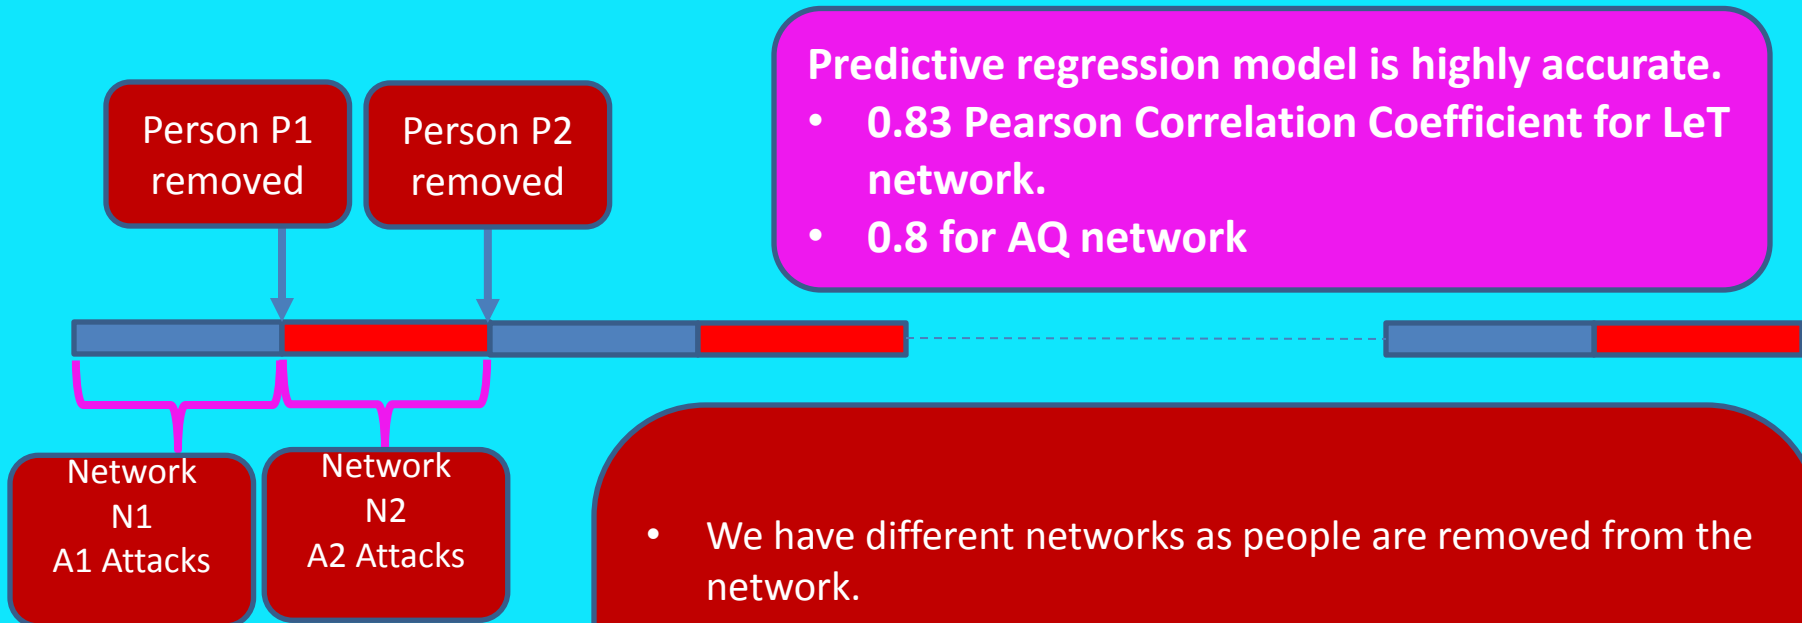 Predictive regression model is highly accurate.
• 0.83 Pearson Correlation Coefficient for LeT
network.
• 0.8 for AQ network
Person P1
removed
Person P2
removed
Network
N1
A1 Attacks
Network
N2
A2 Attacks
• We have different networks as people are removed from the
network.